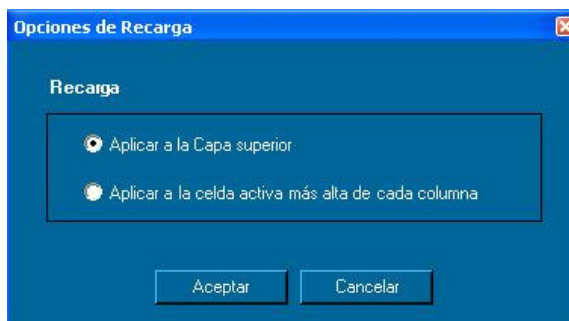 Opciones de Recarga
Recarga
Aplicar a la Capa superior
Aplicar a la celda activa más alta de cada columna
Aceptar Cancelar